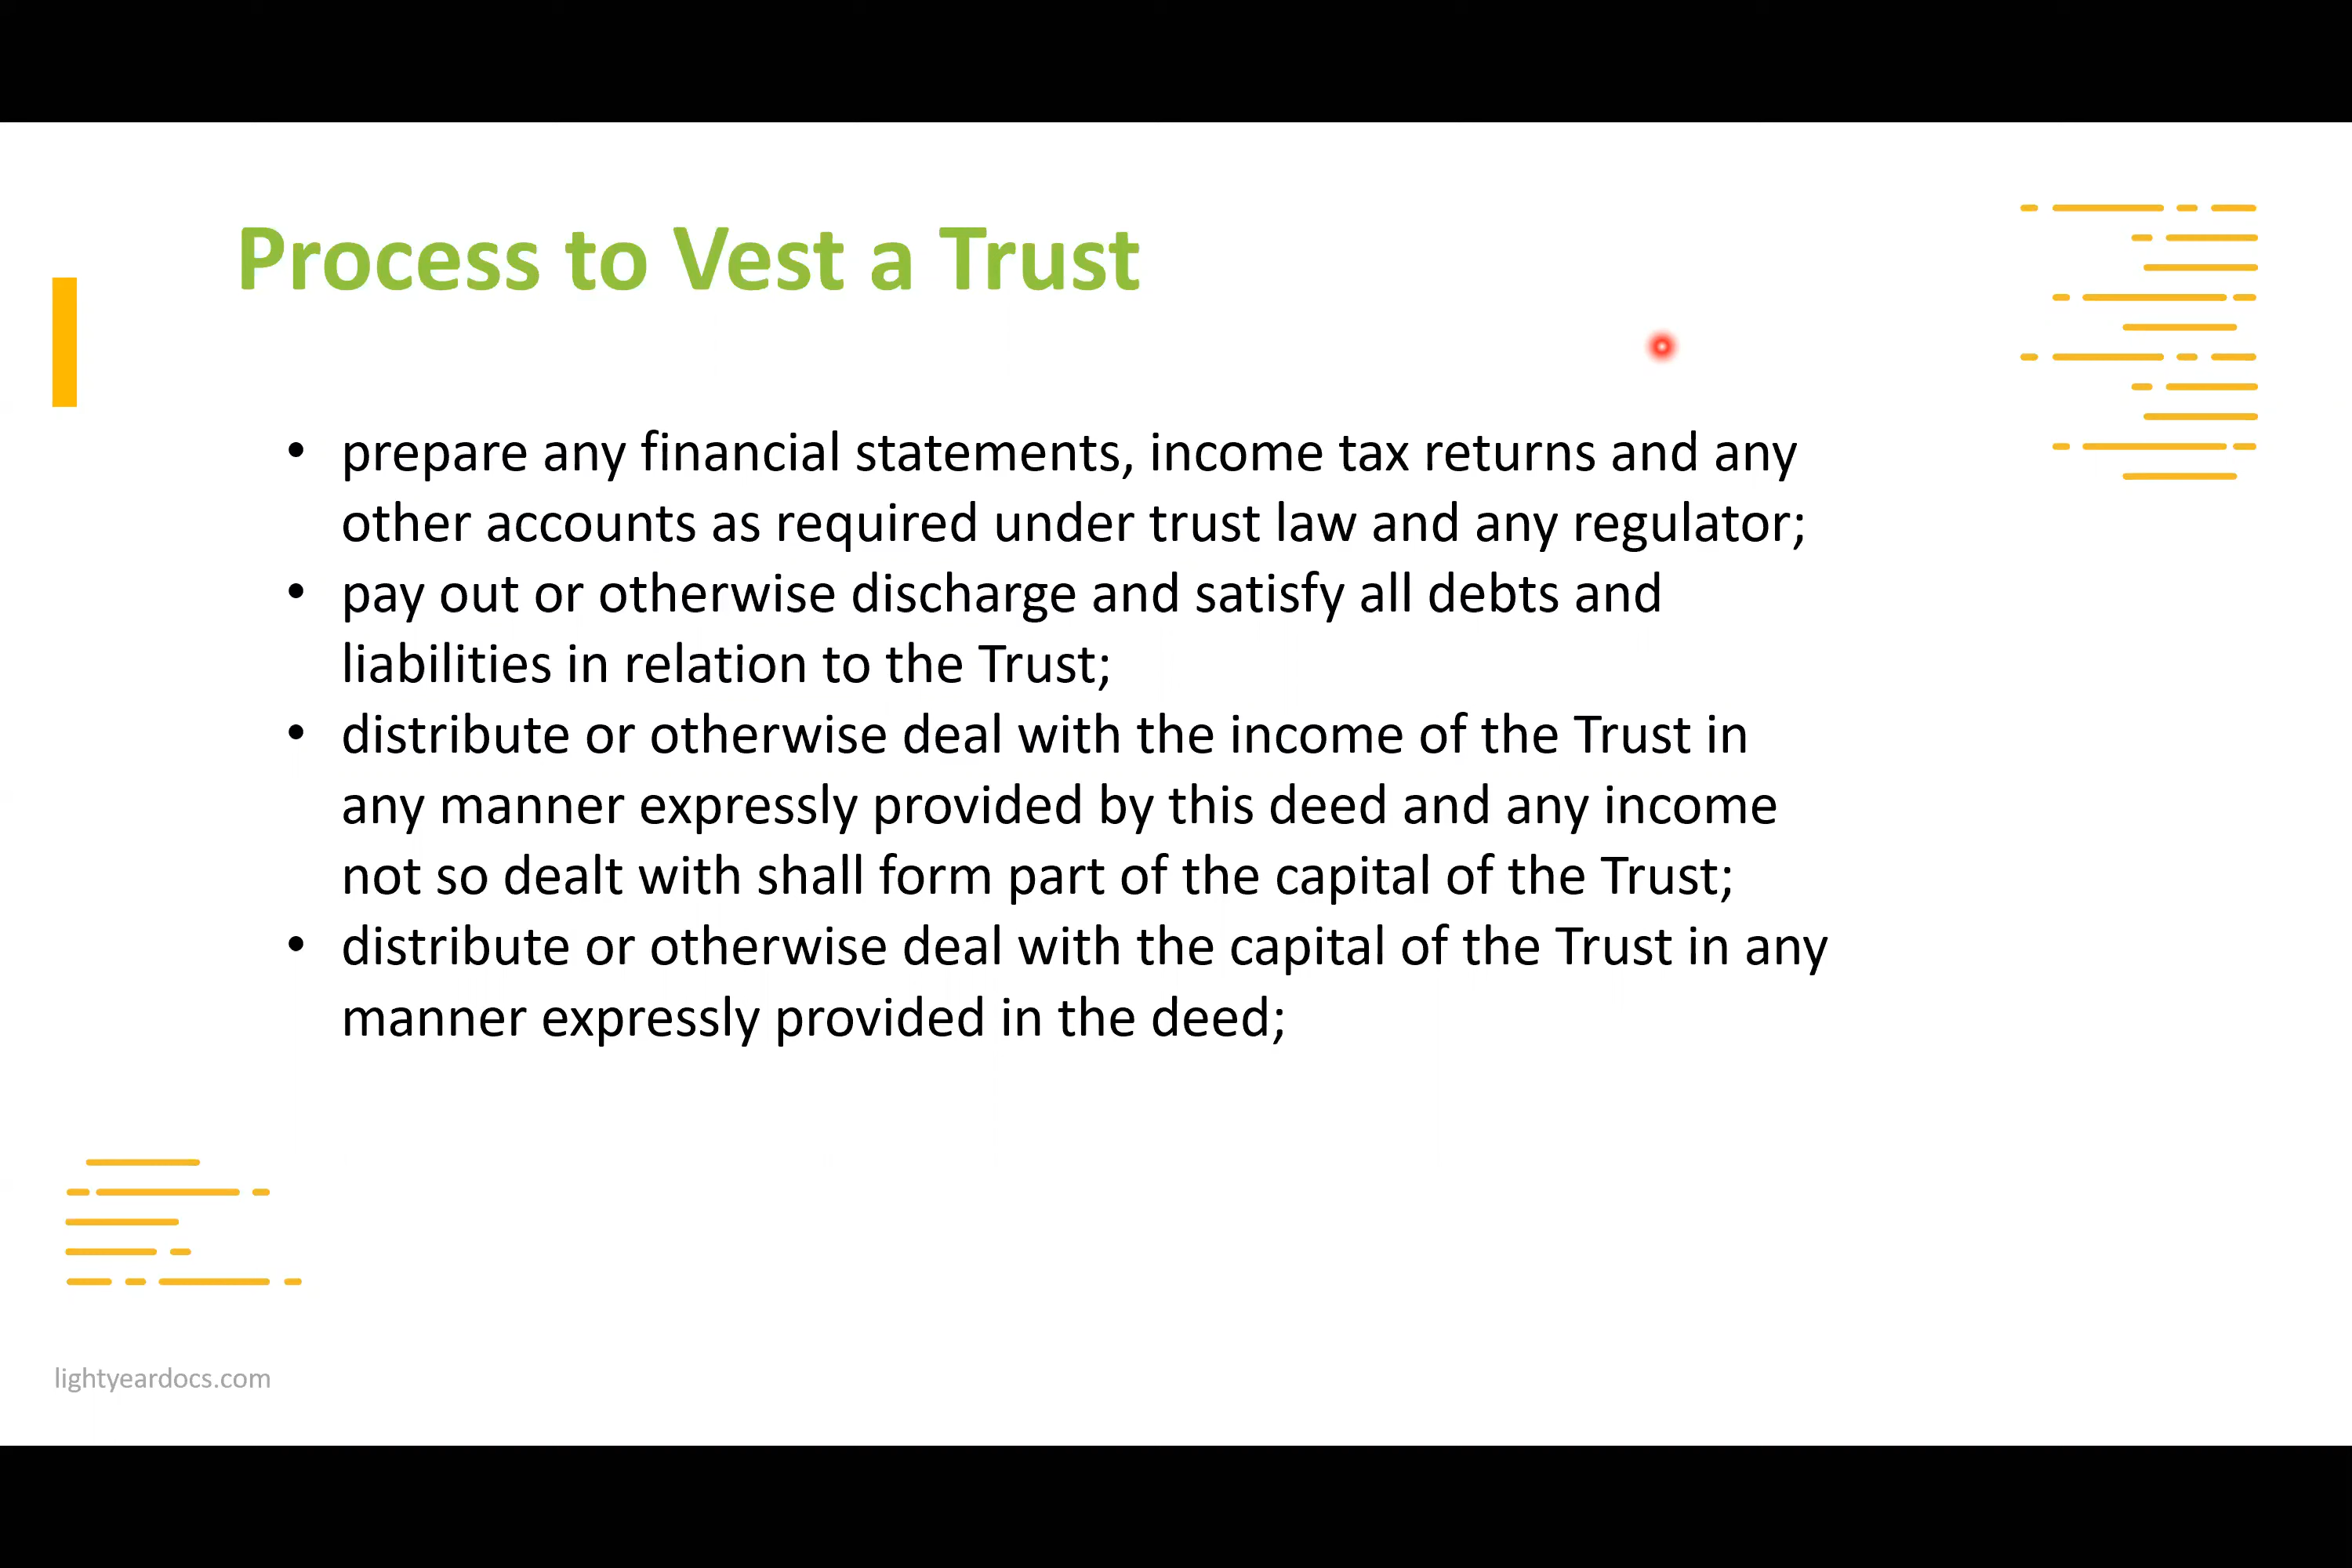 Process to Vest a Trust
• prepare any financial statements, income tax returns and any
other accounts as required under trust law and any regulator;
• pay out or otherwise discharge and satisfy all debts and
liabilities in relation to the Trust;
• distribute or otherwise deal with the income of the Trust in
any manner expressly provided by this deed and any income
not so dealt with shall form part of the capital of the Trust;
• distribute or otherwise deal with the capital of the Trust in any
manner expressly provided in the deed;
lightyeardocs.com